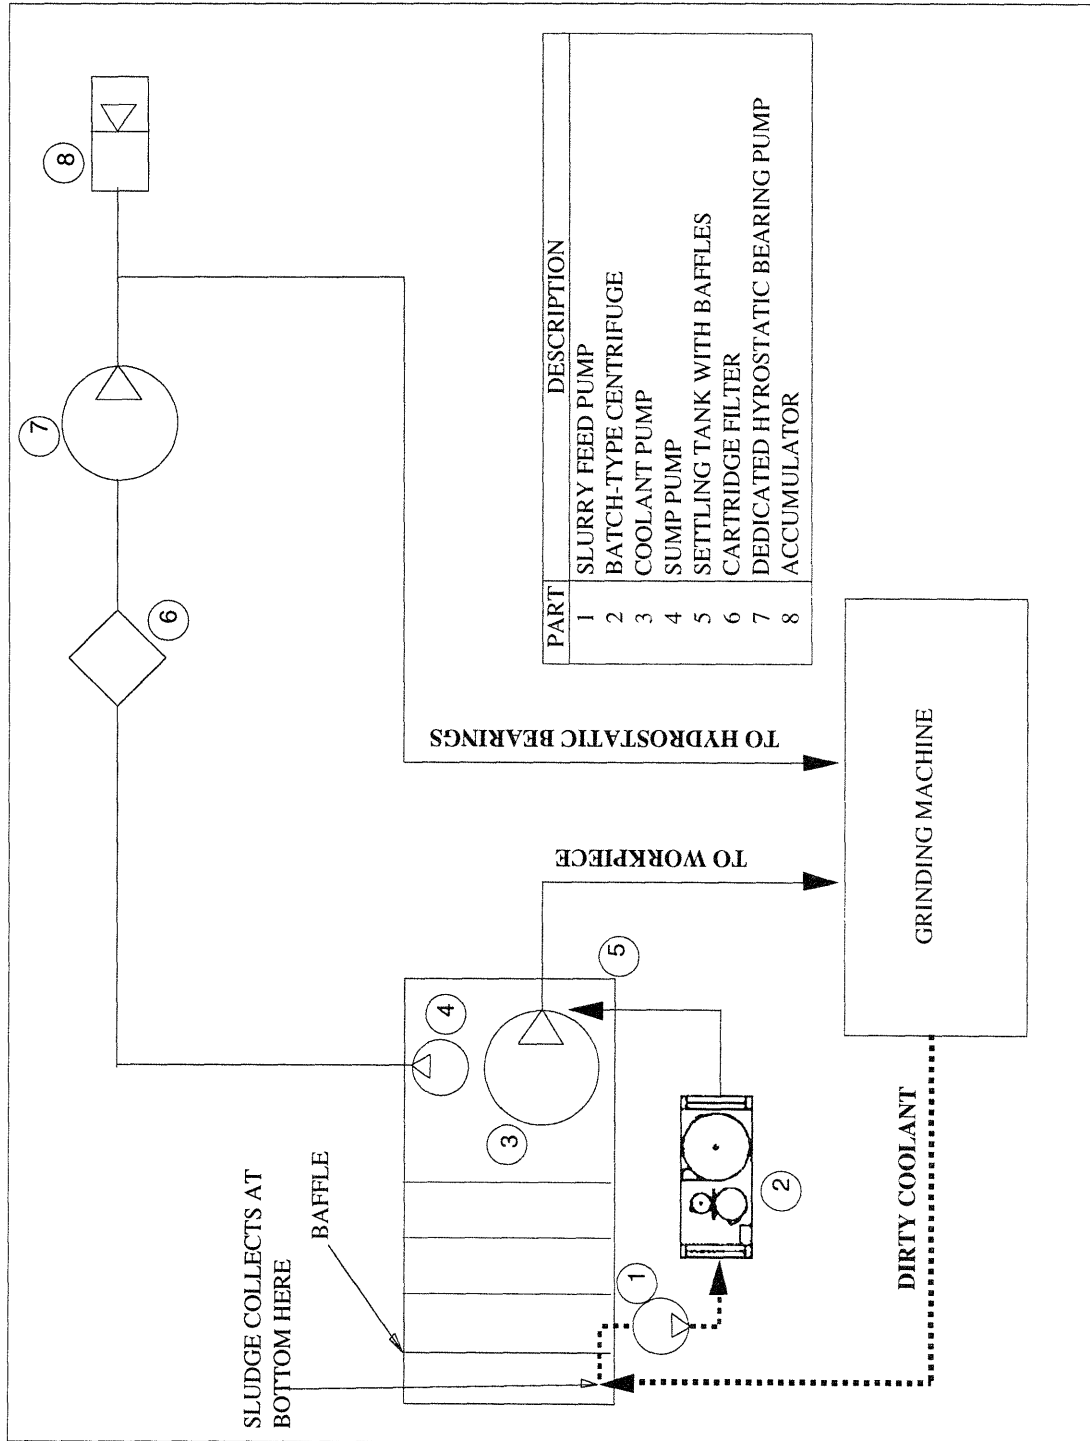 SLUDGE COLLECTS AT
BOTTOM HERE
BAFFLE
1
2
3
4
5
6
7
8
DIRTY COOLANT
TO WORKPIECE
TO HYDROSTATIC BEARINGS
GRINDING MACHINE
PART DESCRIPTION
1 SLURRY FEED PUMP
2 BATCH-TYPE CENTRIFUGE
3 COOLANT PUMP
4 SUMP PUMP
5 SETTLING TANK WITH BAFFLES
6 CARTRIDGE FILTER
7 DEDICATED HYROSTATIC BEARING PUMP
8 ACCUMULATOR